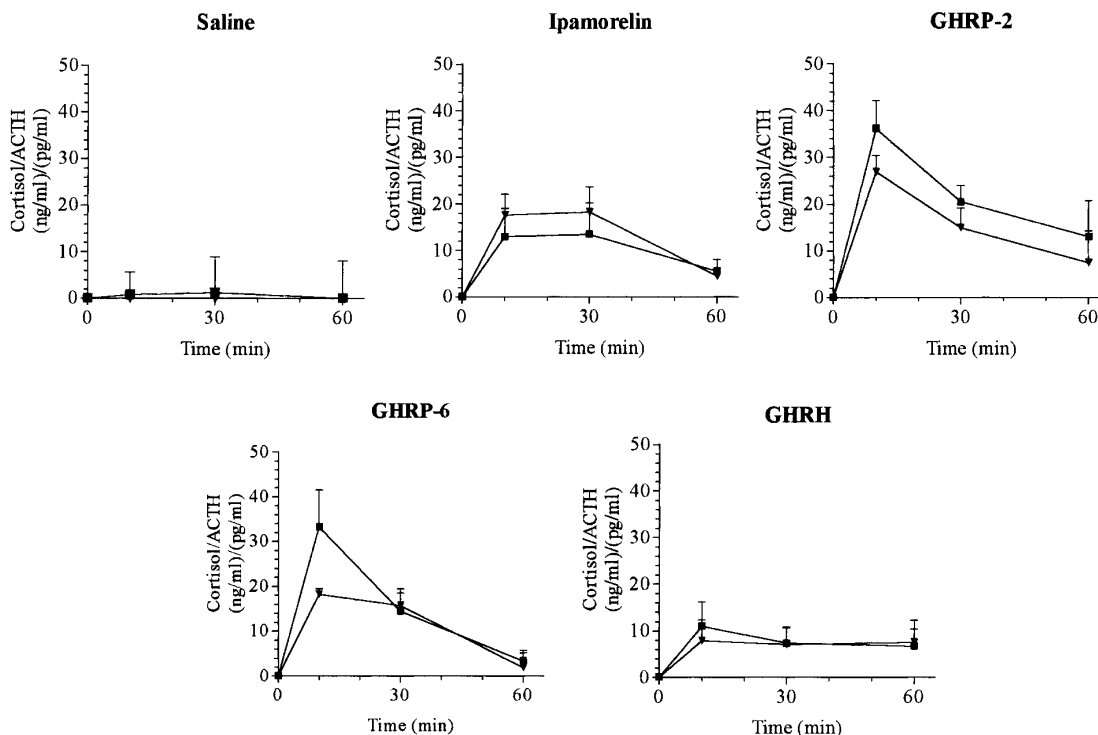 Saline
Cortisol/ACTH
(ng/ml)/(pg/ml)
50
40
30
20
10
0
0
30
60
Time (min)
Ipamorelin
Cortisol/ACTH
(ng/ml)/(pg/ml)
50
40
30
20
10
0
0
30
60
Time (min)
GHRP-2
Cortisol/ACTH
(ng/ml)/(pg/ml)
50
40
30
20
10
0
0
30
60
Time (min)
GHRP-6
Cortisol/ACTH
(ng/ml)/(pg/ml)
50
40
30
20
10
0
0
30
60
Time (min)
GHRH
Cortisol/ACTH
(ng/ml)/(pg/ml)
50
40
30
20
10
0
0
30
60
Time (min)